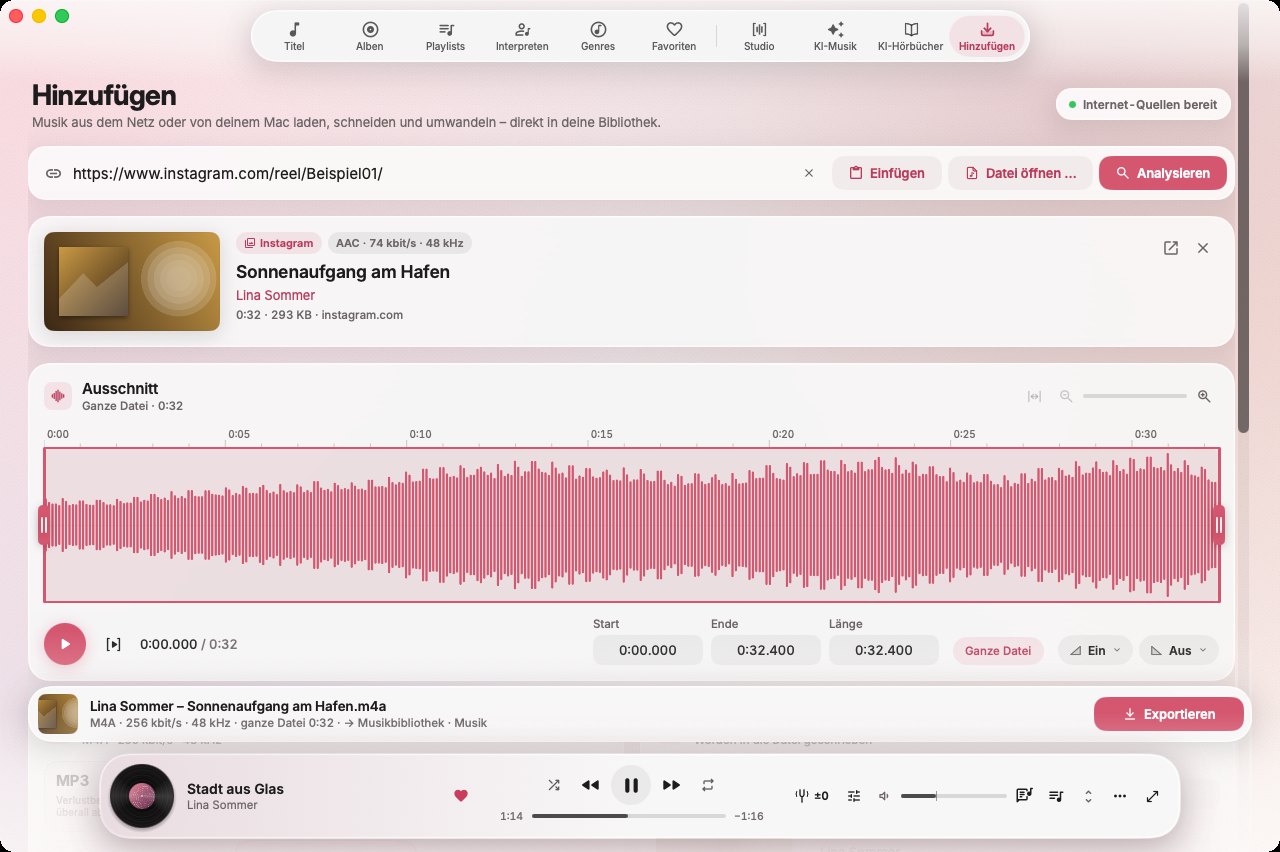 Titel
Alben
Playlists
Interpreten
Genres
Favoriten
Studio
KI-Musik
KI-Hörbücher
Hinzufügen
Hinzufügen
Musik aus dem Netz oder von deinem Mac laden, schneiden und umwandeln – direkt in deine Bibliothek.
Internet-Quellen bereit
https://www.instagram.com/reel/Beispiel01/
Einfügen
Datei öffnen ...
Analysieren
Instagram
AAC · 74 kbit/s · 48 kHz
Sonnenaufgang am Hafen
Lina Sommer
0:32 · 293 KB · instagram.com
Ausschnitt
Ganze Datei · 0:32
0:00 0:05 0:10 0:15 0:20 0:25 0:30
0:00.000 / 0:32
Start
0:00.000
Ende
0:32.400
Länge
0:32.400
Ganze Datei
Ein
Aus
Lina Sommer – Sonnenaufgang am Hafen.m4a
M4A · 256 kbit/s · 48 kHz · ganze Datei 0:32 · → Musikbibliothek · Musik
Exportieren
MP3
Stadt aus Glas
Lina Sommer
1:14
−1:16
±0